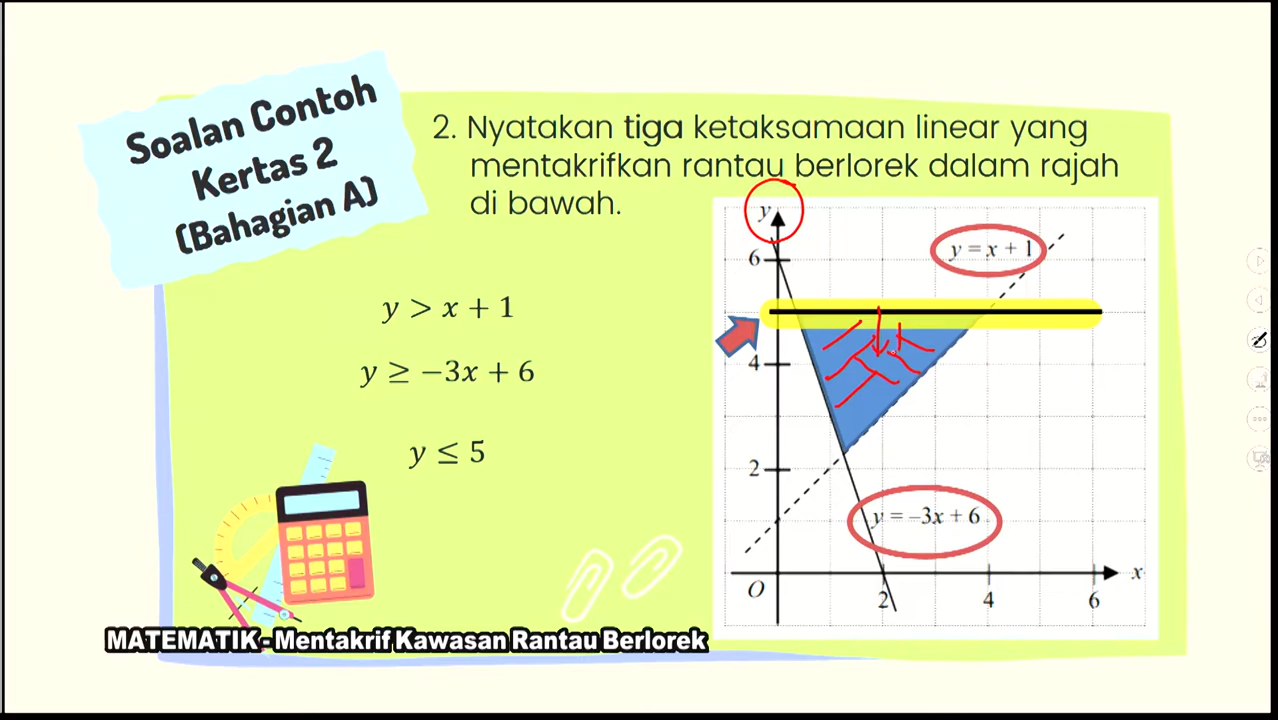 Soalan Contoh
Kertas 2
(Bahagian A)
2. Nyatakan tiga ketaksamaan linear yang
mentakrifkan rantau berlorek dalam rajah
di bawah.
y > x + 1
y ≥ −3x + 6
y ≤ 5
y
y = x + 1
6
4
2
y = −3x + 6
O
x
2
4
6
MATEMATIK - Mentakrif Kawasan Rantau Berlorek